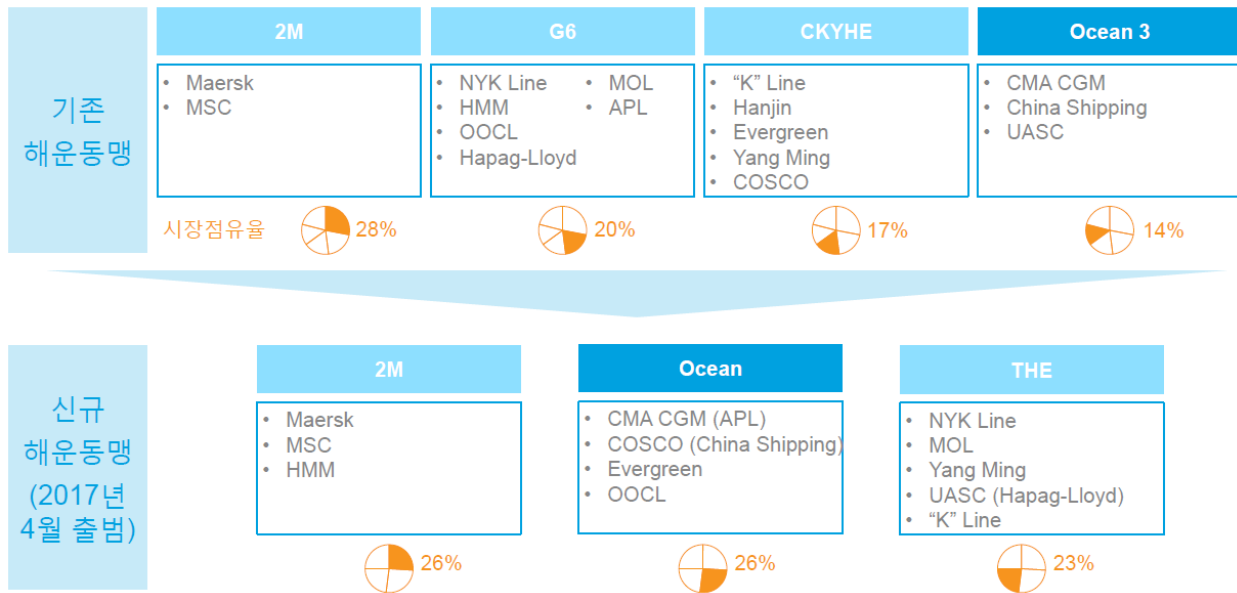 기존
해운동맹
2M
• Maersk
• MSC
G6
• NYK Line
• HMM
• OOCL
• Hapag-Lloyd
• MOL
• APL
CKYHE
• “K” Line
• Hanjin
• Evergreen
• Yang Ming
• COSCO
Ocean 3
• CMA CGM
• China Shipping
• UASC
시장점유율
28%
20%
17%
14%
신규
해운동맹
(2017년
4월 출범)
2M
• Maersk
• MSC
• HMM
Ocean
• CMA CGM (APL)
• COSCO (China Shipping)
• Evergreen
• OOCL
THE
• NYK Line
• MOL
• Yang Ming
• UASC (Hapag-Lloyd)
• “K” Line
26%
26%
23%